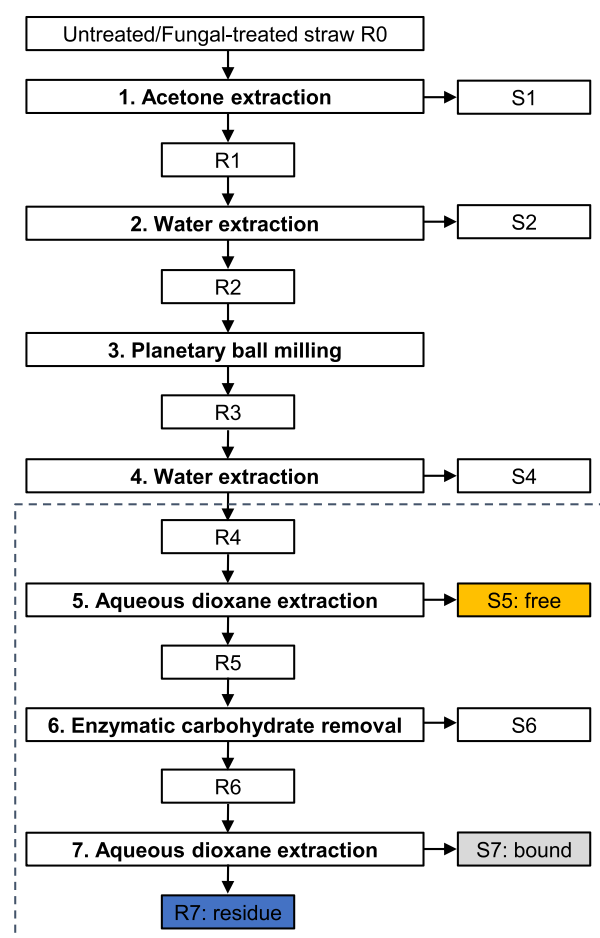 Untreated/Fungal-treated straw R0
1. Acetone extraction
S1
R1
2. Water extraction
S2
R2
3. Planetary ball milling
R3
4. Water extraction
S4
R4
5. Aqueous dioxane extraction
S5: free
R5
6. Enzymatic carbohydrate removal
S6
R6
7. Aqueous dioxane extraction
S7: bound
R7: residue